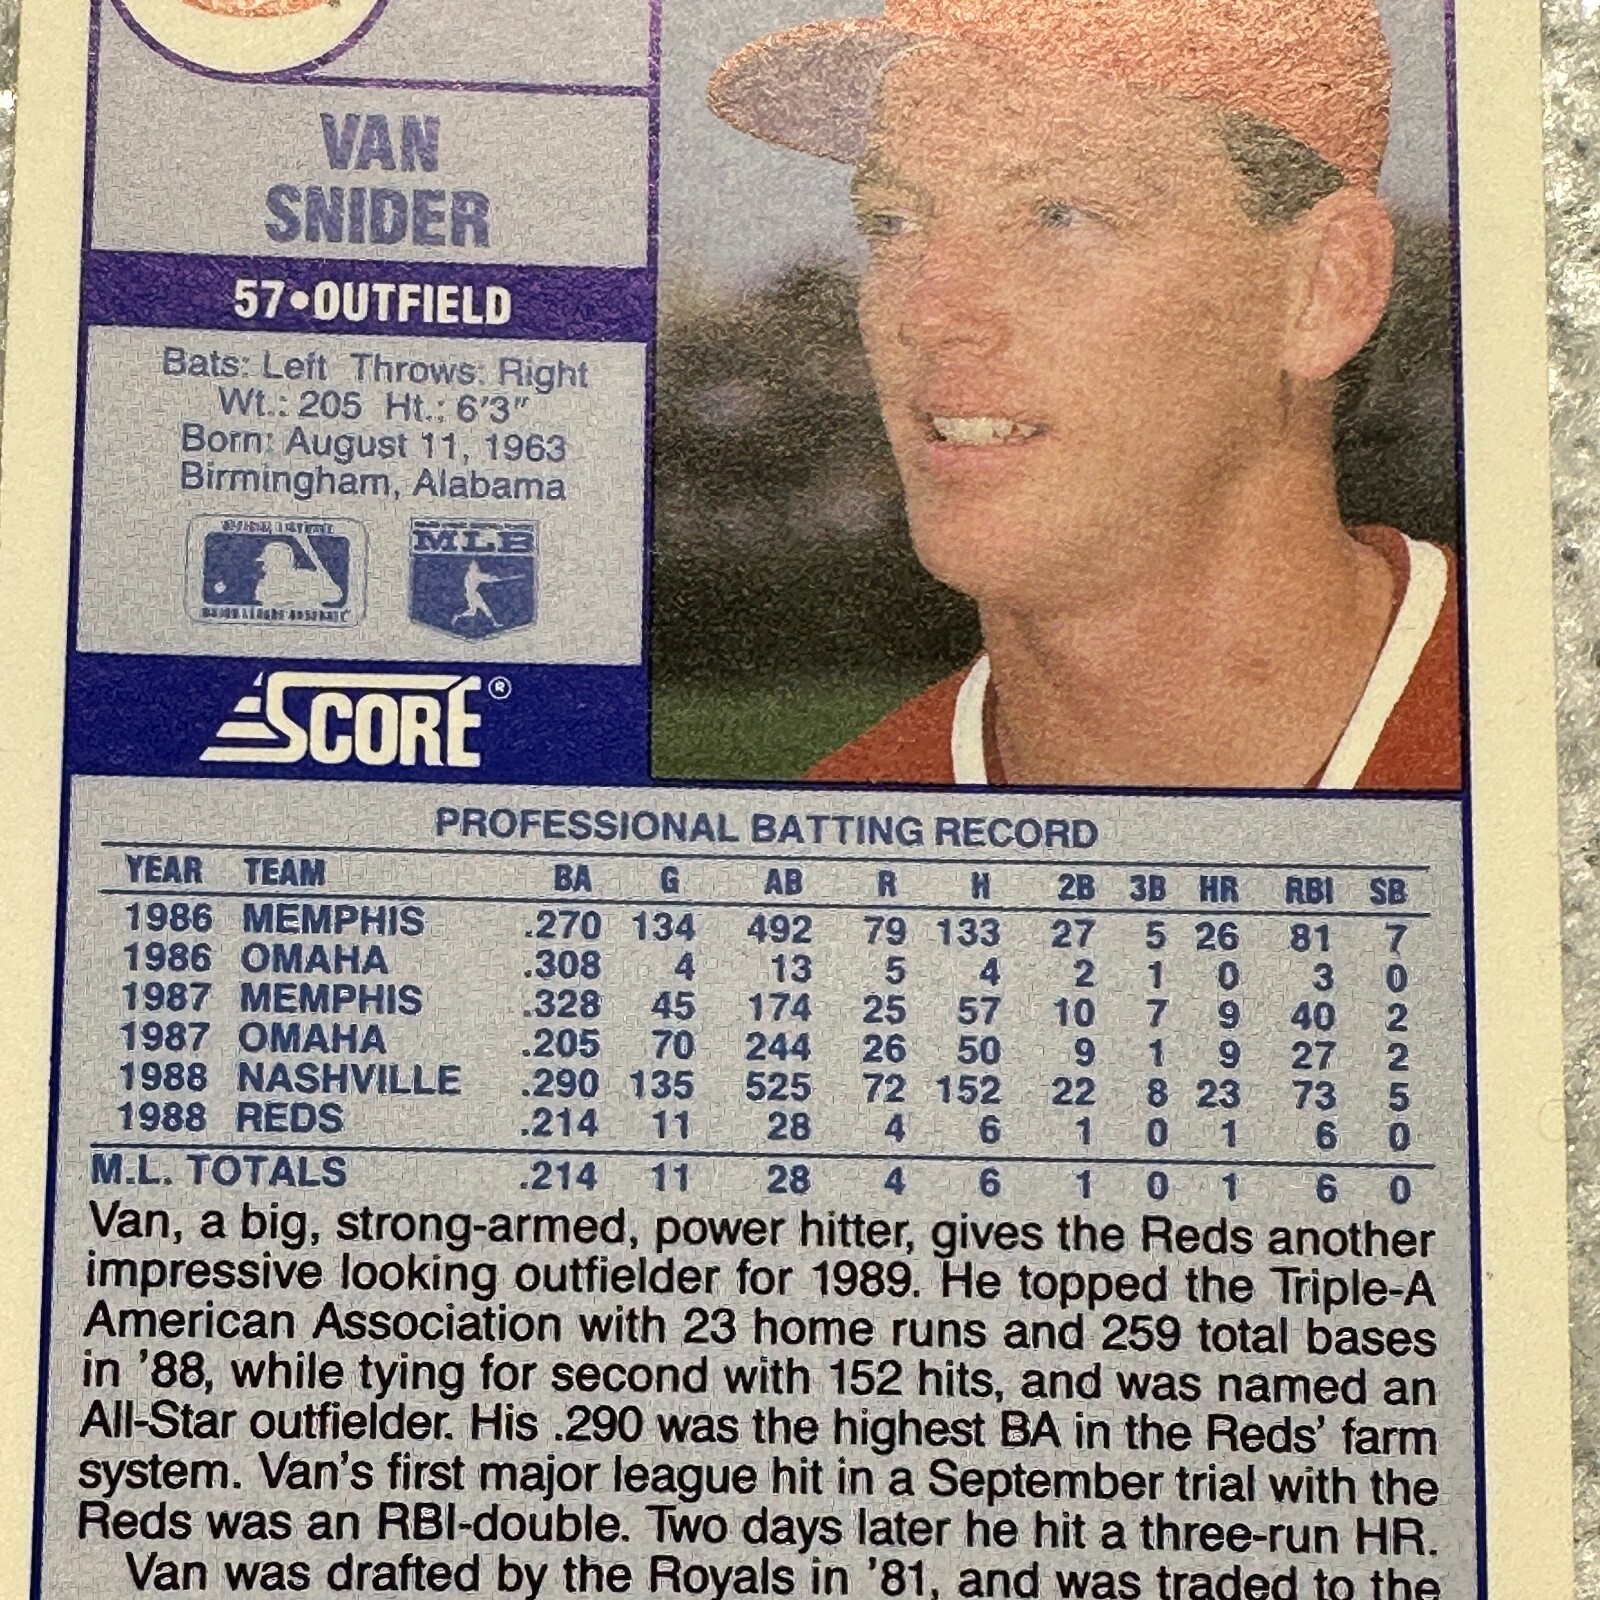 VAN
SNIDER
57•OUTFIELD
Bats: Left Throws: Right
Wt.: 205 Ht.: 6'3"
Born: August 11, 1963
Birmingham, Alabama
MLB
SCORE®
PROFESSIONAL BATTING RECORD
YEAR TEAM BA G AB R H 2B 3B HR RBI SB
1986 MEMPHIS .270 134 492 79 133 27 5 26 81 7
1986 OMAHA .308 4 13 5 4 2 1 0 3 0
1987 MEMPHIS .328 45 174 25 57 10 7 9 40 2
1987 OMAHA .205 70 244 26 50 9 1 9 27 2
1988 NASHVILLE .290 135 525 72 152 22 8 23 73 5
1988 REDS .214 11 28 4 6 1 0 1 6 0
M.L. TOTALS .214 11 28 4 6 1 0 1 6 0
Van, a big, strong-armed, power hitter, gives the Reds another
impressive looking outfielder for 1989. He topped the Triple-A
American Association with 23 home runs and 259 total bases
in '88, while tying for second with 152 hits, and was named an
All-Star outfielder. His .290 was the highest BA in the Reds' farm
system. Van's first major league hit in a September trial with the
Reds was an RBI-double. Two days later he hit a three-run HR.
Van was drafted by the Royals in '81, and was traded to the